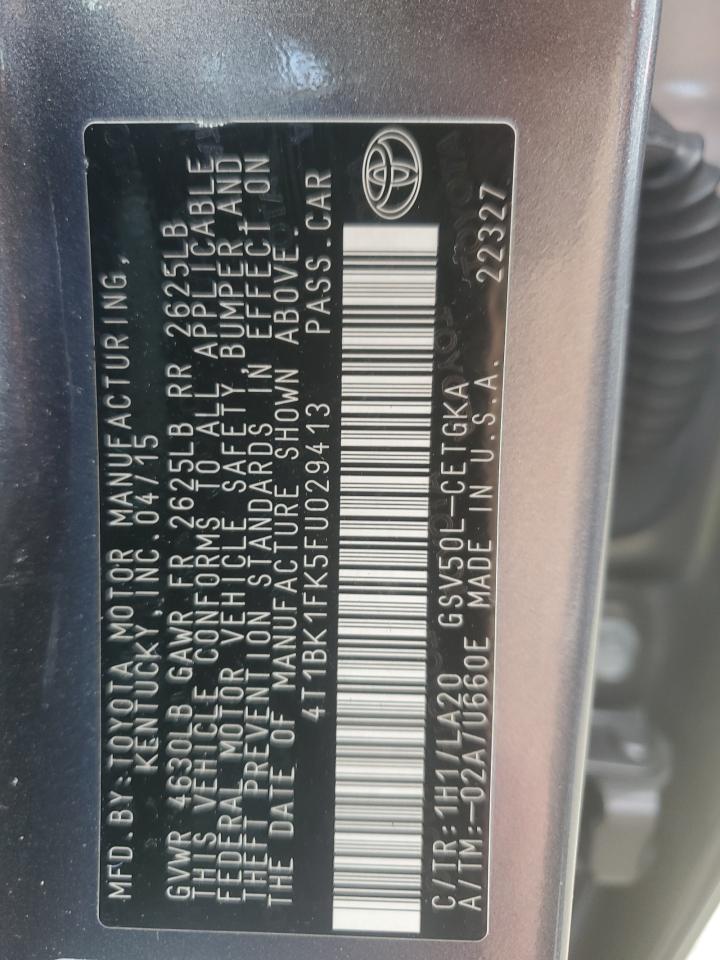 MFD.BY:TOYOTA MOTOR MANUFACTURING,
KENTUCKY,INC.04/15
GVWR 4630LB GAWR FR 2625LB RR 2625LB
THIS VEHICLE CONFORMS TO ALL APPLICABLE
FEDERAL MOTOR VEHICLE SAFETY,BUMPER,AND
THEFT PREVENTION STANDARDS IN EFFECT ON
THE DATE OF MANUFACTURE SHOWN ABOVE.
4T1BK1FK5FU029413 PASS.CAR
C/TR:1H1/LA20 GSV50L-CETGKA
A/TM:-02A/U660E MADE IN U.S.A. 22327